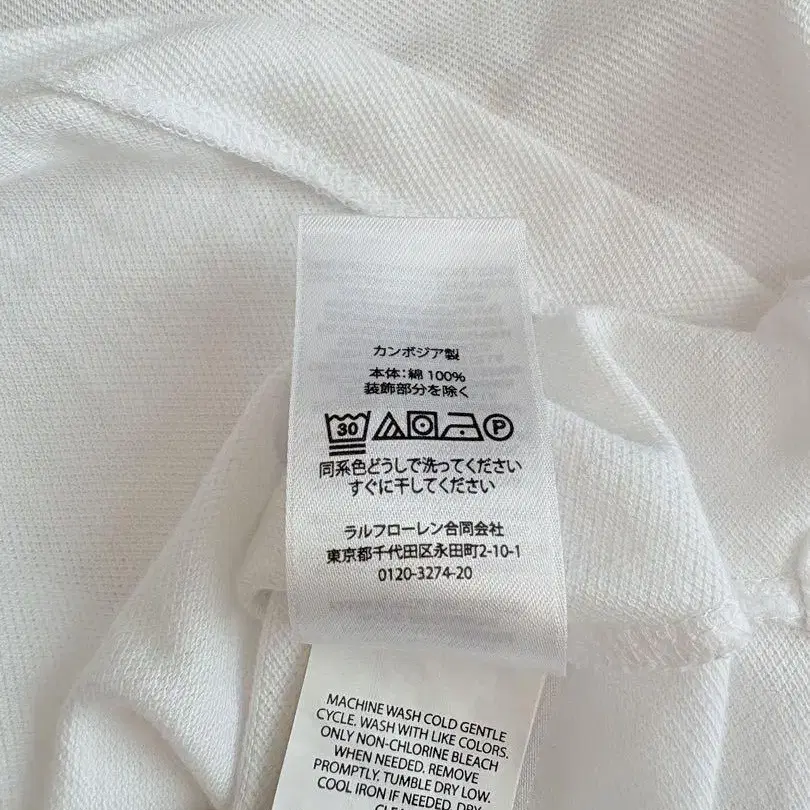 カンボジア製
本体：綿 100%
装飾部分を除く
30 P
同系色どうしで洗ってください
すぐに干してください
ラルフローレン合同会社
東京都千代田区永田町2-10-1
0120-3274-20
MACHINE WASH COLD GENTLE
CYCLE. WASH WITH LIKE COLORS.
ONLY NON-CHLORINE BLEACH
WHEN NEEDED. REMOVE
PROMPTLY. TUMBLE DRY LOW.
COOL IRON IF NEEDED. DRY